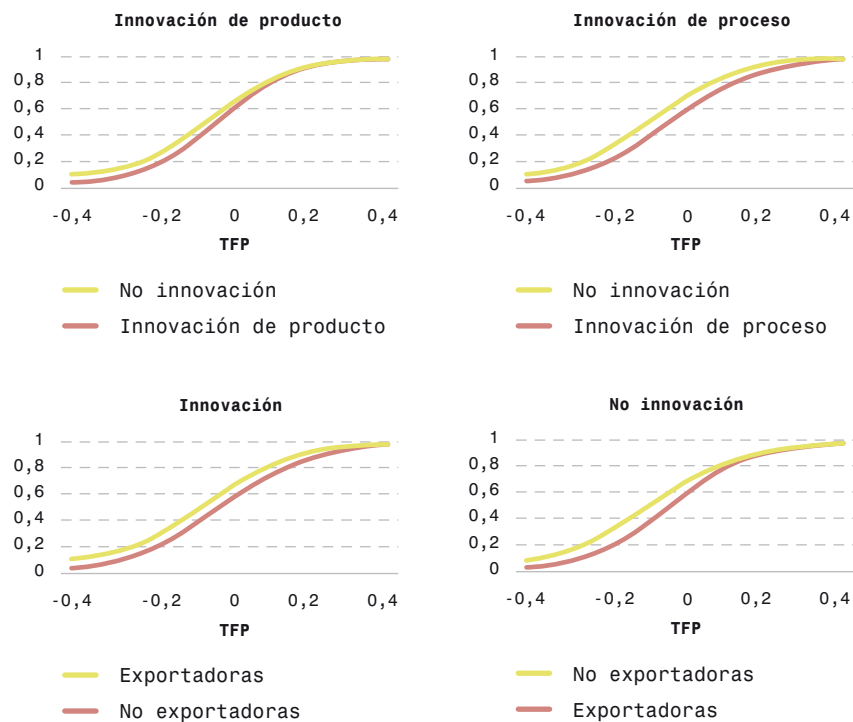 Innovación de producto
1
0,8
0,6
0,4
0,2
0
-0,4 -0,2 0 0,2 0,4
TFP
No innovación
Innovación de producto
Innovación de proceso
1
0,8
0,6
0,4
0,2
0
-0,4 -0,2 0 0,2 0,4
TFP
No innovación
Innovación de proceso
Innovación
1
0,8
0,6
0,4
0,2
0
-0,4 -0,2 0 0,2 0,4
TFP
Exportadoras
No exportadoras
No innovación
1
0,8
0,6
0,4
0,2
0
-0,4 -0,2 0 0,2 0,4
TFP
No exportadoras
Exportadoras